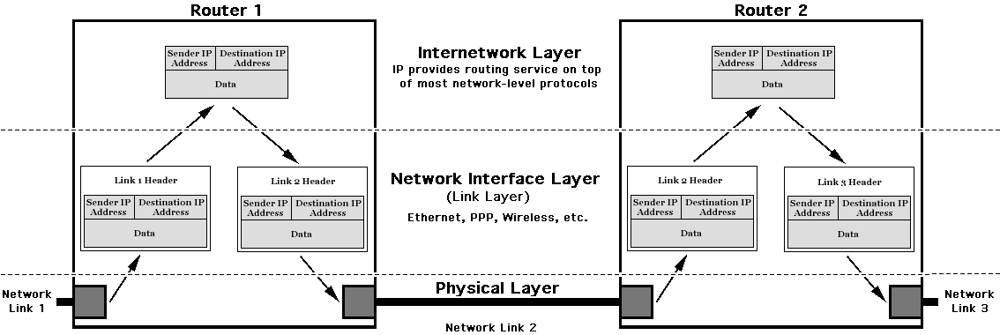 Router 1
Router 2
Sender IP Address
Destination IP Address
Data
Internetwork Layer
IP provides routing service on top
of most network-level protocols
Sender IP Address
Destination IP Address
Data
Link 1 Header
Sender IP Address
Destination IP Address
Data
Link 2 Header
Sender IP Address
Destination IP Address
Data
Network Interface Layer
(Link Layer)
Ethernet, PPP, Wireless, etc.
Link 2 Header
Sender IP Address
Destination IP Address
Data
Link 3 Header
Sender IP Address
Destination IP Address
Data
Network
Link 1
Physical Layer
Network Link 2
Network
Link 3